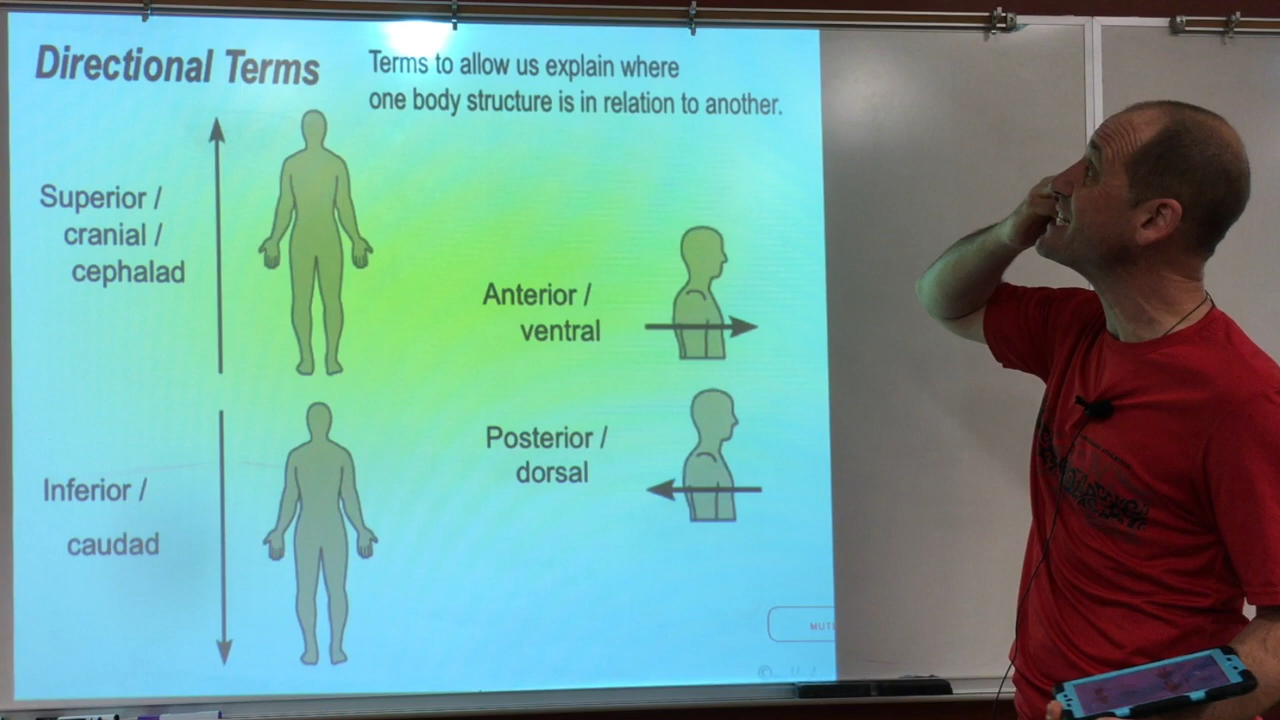 Directional Terms
Terms to allow us explain where
one body structure is in relation to another.
Superior /
cranial /
cephalad
Anterior /
ventral
Posterior /
dorsal
Inferior /
caudad